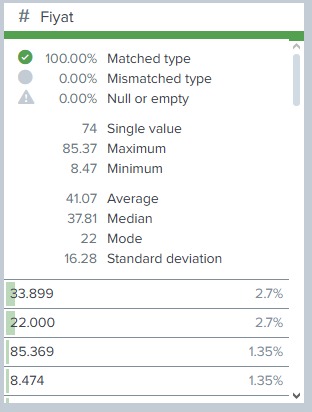 # Fiyat
100.00% Matched type
0.00% Mismatched type
0.00% Null or empty
74 Single value
85.37 Maximum
8.47 Minimum
41.07 Average
37.81 Median
22 Mode
16.28 Standard deviation
33.899 2.7%
22.000 2.7%
85.369 1.35%
8.474 1.35%